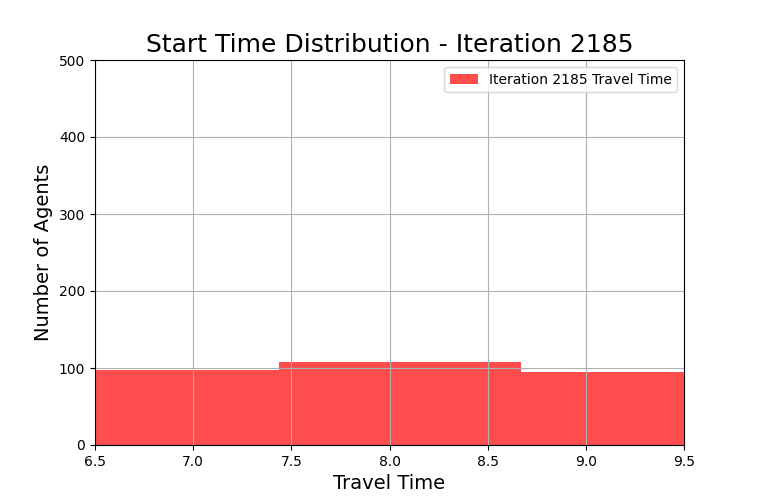 Start Time Distribution - Iteration 2185
Iteration 2185 Travel Time
Number of Agents
500
400
300
200
100
0
6.5 7.0 7.5 8.0 8.5 9.0 9.5
Travel Time